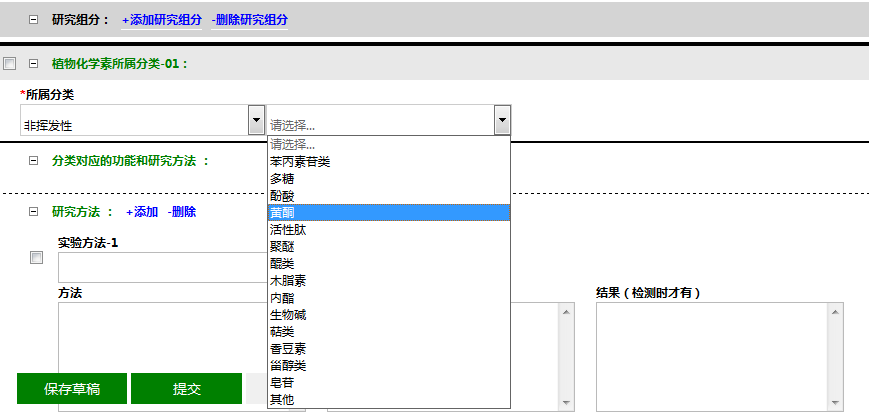 研究组分： +添加研究组分 -删除研究组分
植物化学素所属分类-01：
*所属分类
非挥发性 请选择...
请选择...
苯丙素苷类
多糖
酚酸
黄酮
活性肽
聚醚
醌类
木脂素
内酯
生物碱
萜类
香豆素
甾醇类
皂苷
其他
分类对应的功能和研究方法 ：
研究方法 ： +添加 -删除
实验方法-1
方法 结果（检测时才有）
保存草稿 提交